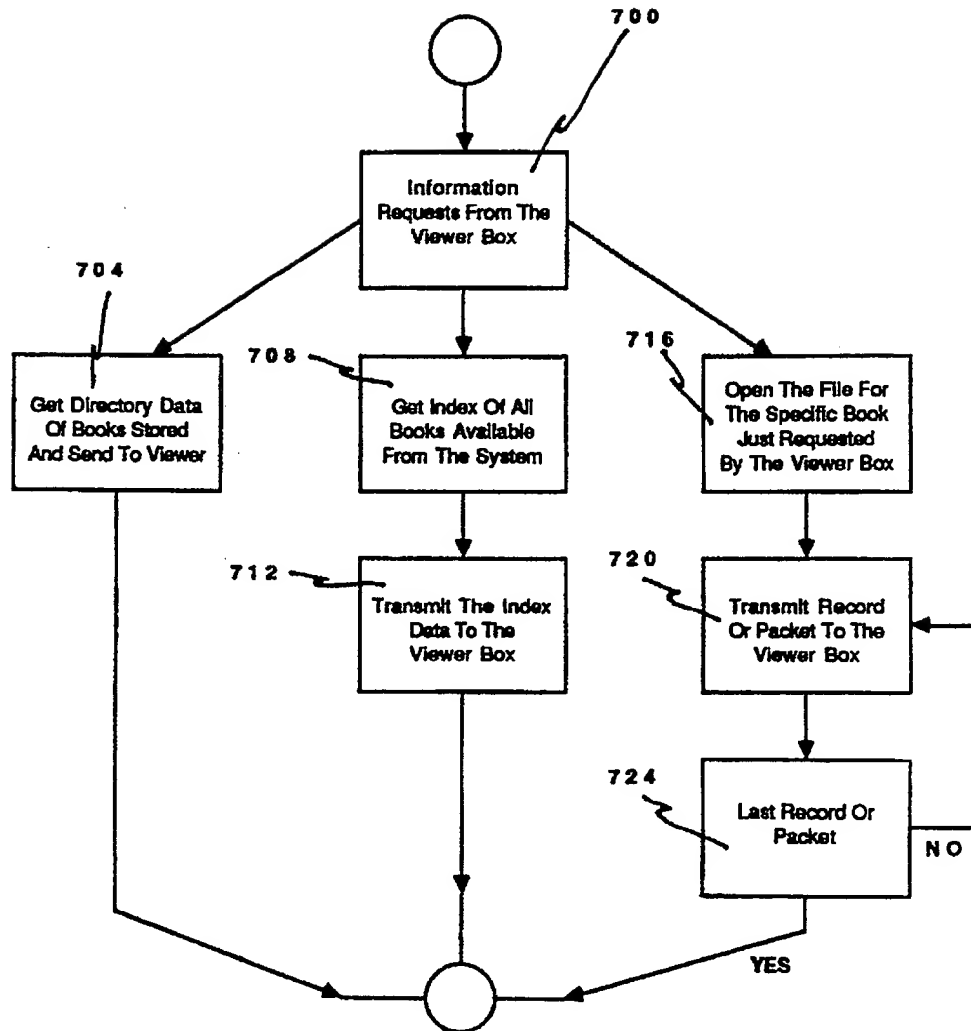 700
Information
Requests From The
Viewer Box
704
Get Directory Data
Of Books Stored
And Send To Viewer
708
Get Index Of All
Books Available
From The System
716
Open The File For
The Specific Book
Just Requested
By The Viewer Box
712
Transmit The Index
Data To The
Viewer Box
720
Transmit Record
Or Packet To The
Viewer Box
724
Last Record Or
Packet
NO
YES